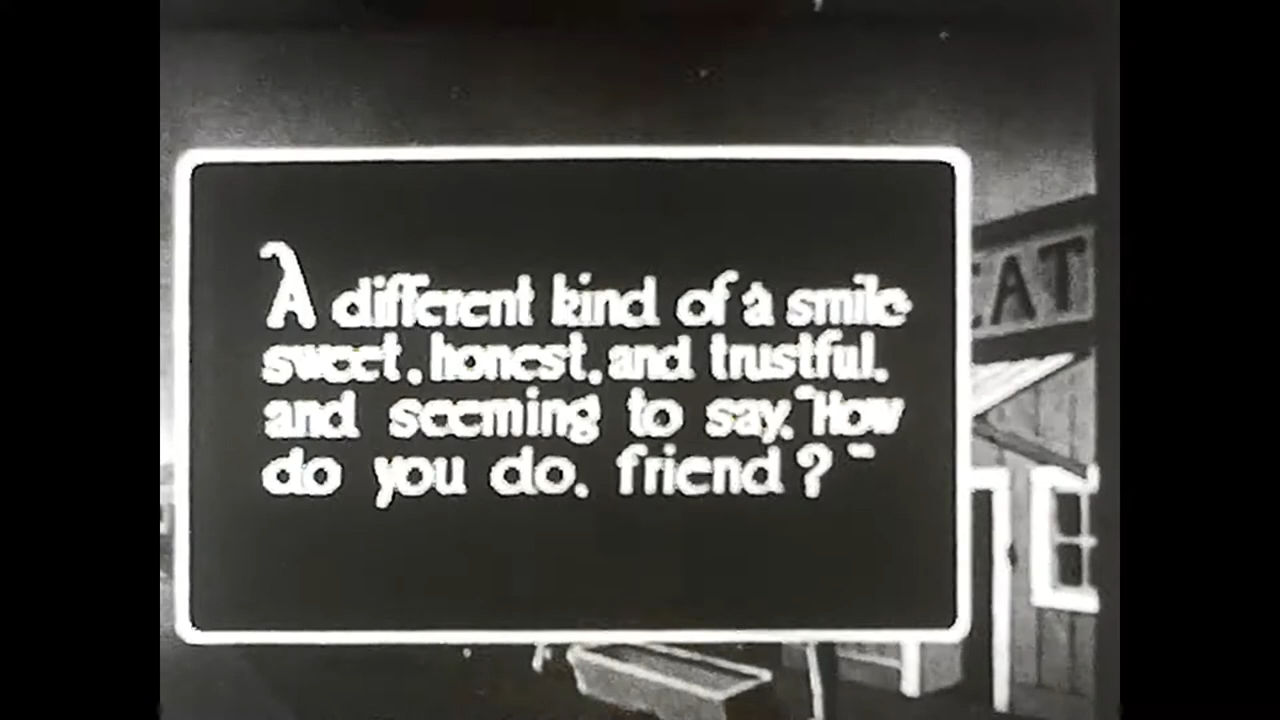 A different kind of a smile
sweet, honest, and trustful,
and seeming to say, "How
do you do, friend?"
EAT